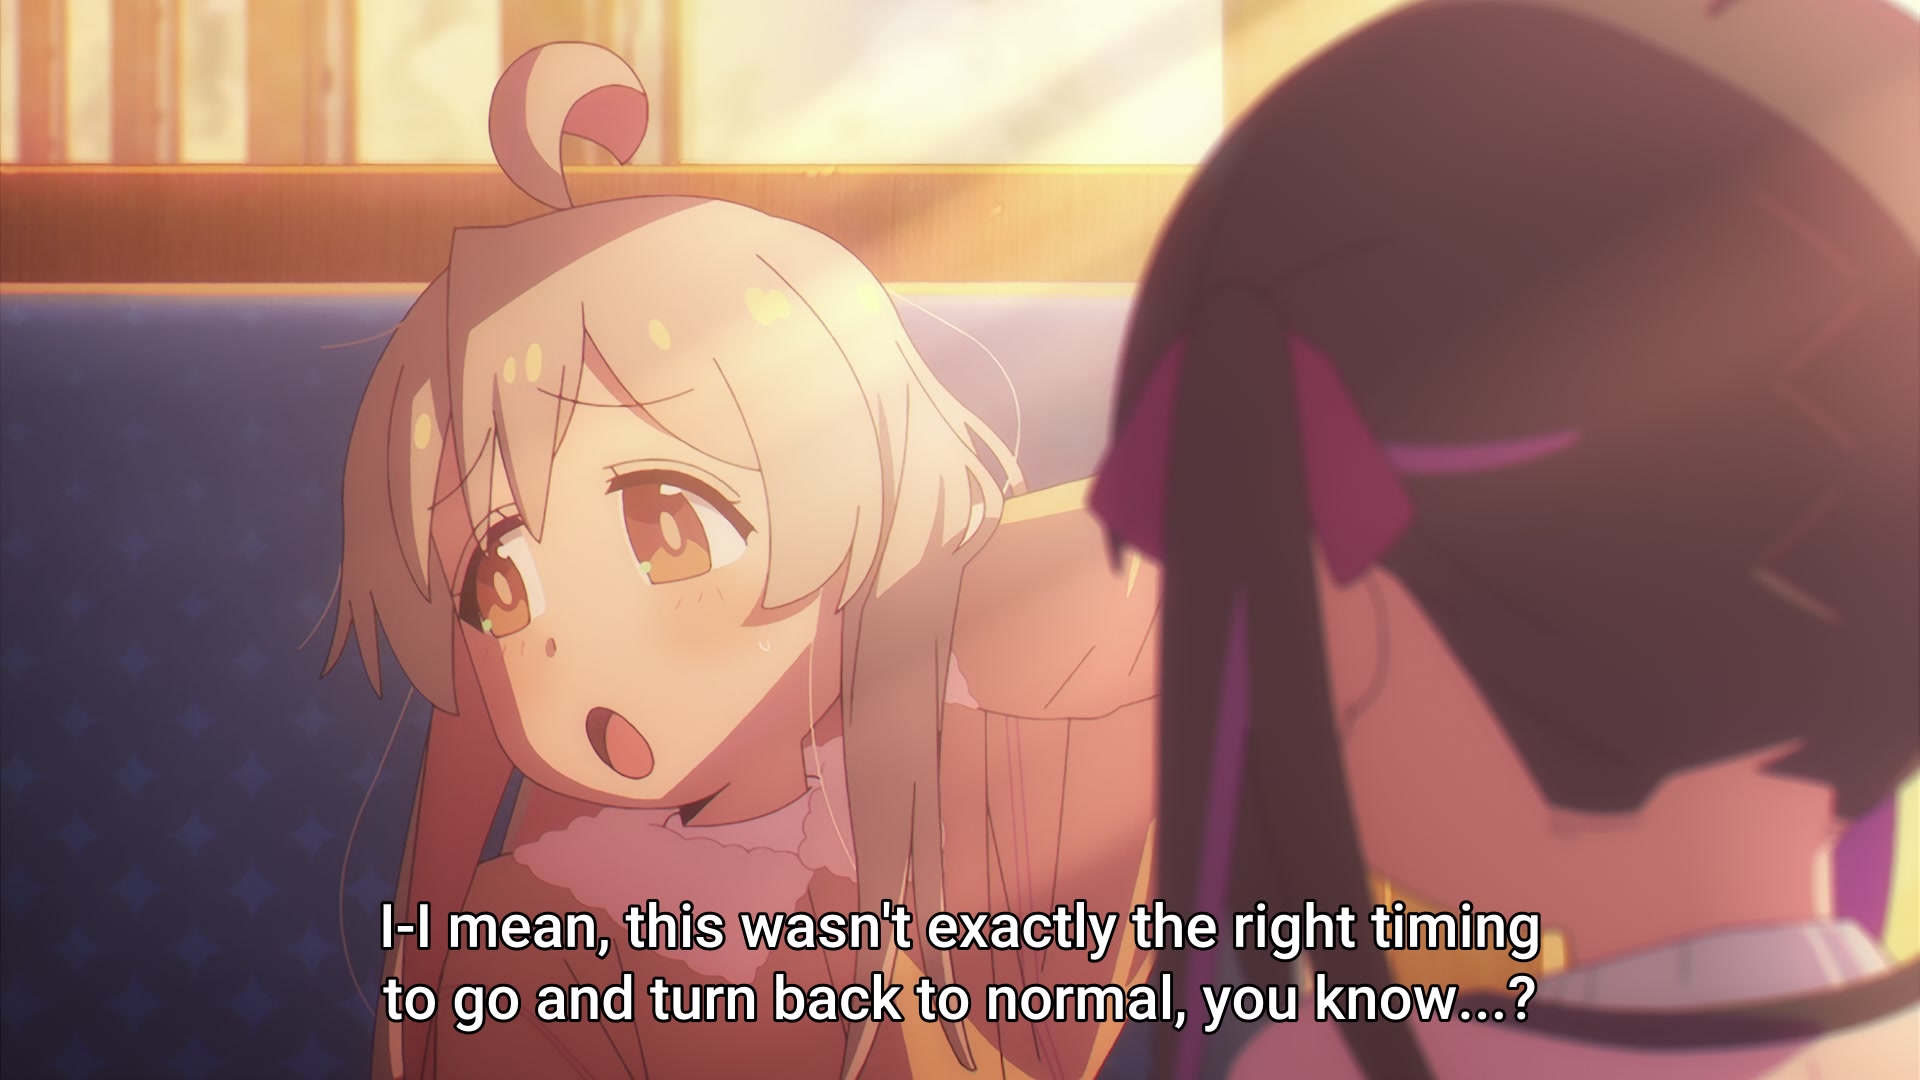 I-I mean, this wasn't exactly the right timing
to go and turn back to normal, you know...?